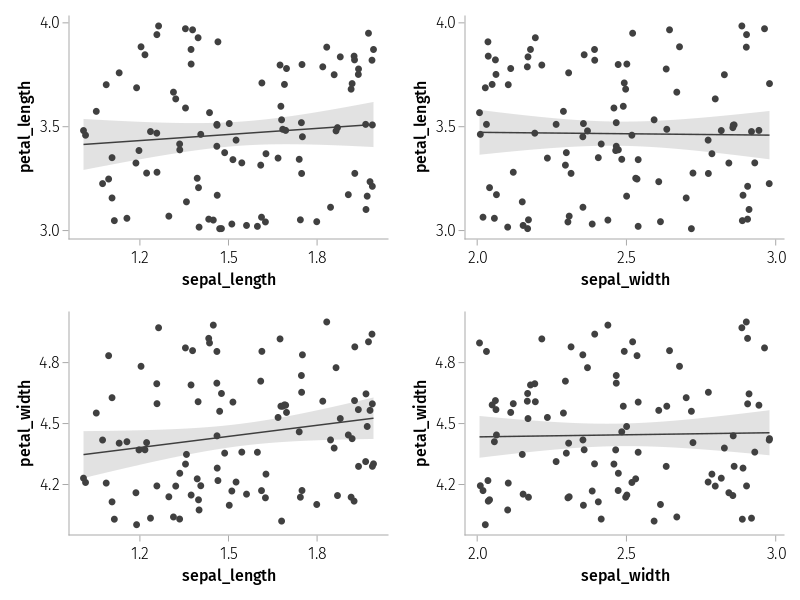 4.0
3.5
3.0
petal_length
1.2 1.5 1.8
sepal_length
4.0
3.5
3.0
petal_length
2.0 2.5 3.0
sepal_width
4.8
4.5
4.2
petal_width
1.2 1.5 1.8
sepal_length
4.8
4.5
4.2
petal_width
2.0 2.5 3.0
sepal_width